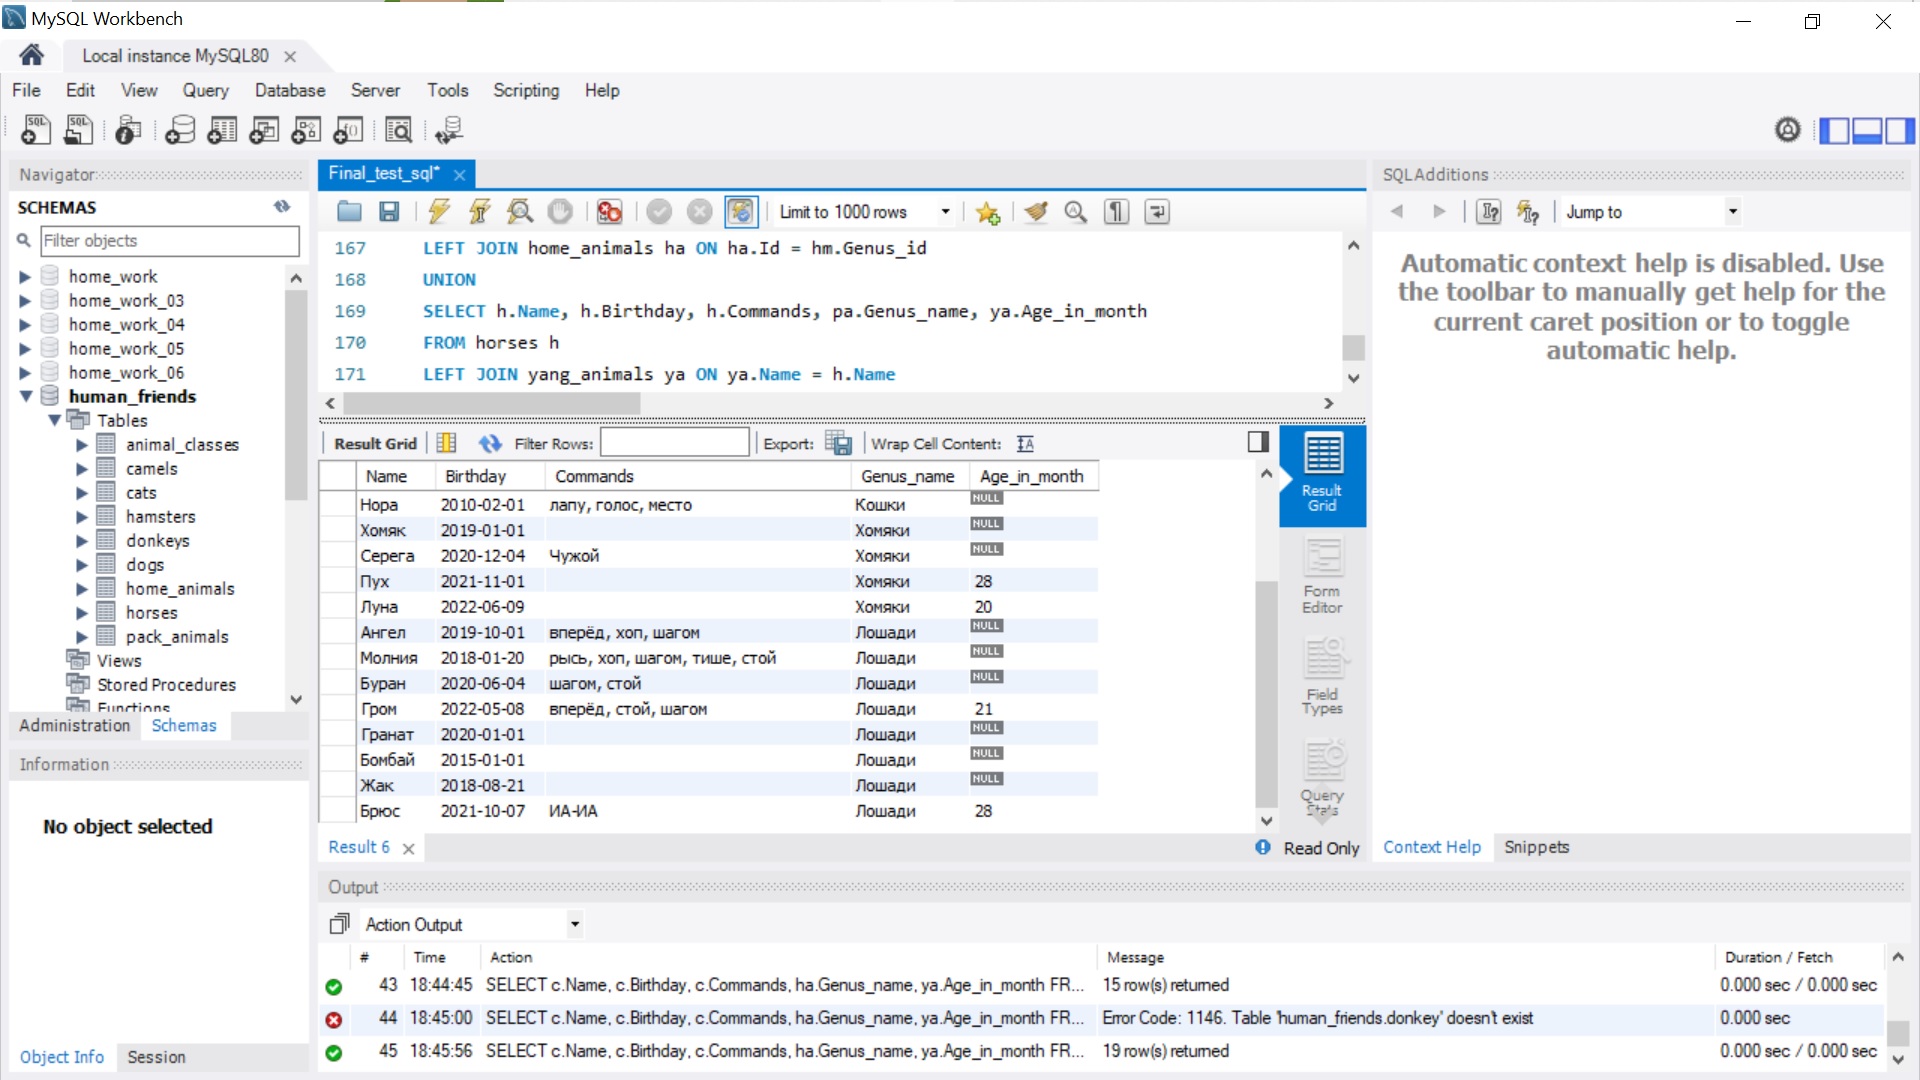 MySQL Workbench
Local instance MySQL80
File Edit View Query Database Server Tools Scripting Help
Navigator
SCHEMAS
Filter objects
home_work
home_work_03
home_work_04
home_work_05
home_work_06
human_friends
Tables
animal_classes
camels
cats
hamsters
donkeys
dogs
home_animals
horses
pack_animals
Views
Stored Procedures
Functions
Administration Schemas
Information
No object selected
Object Info Session
Final_test_sql*
Limit to 1000 rows
167 LEFT JOIN home_animals ha ON ha.Id = hm.Genus_id
168 UNION
169 SELECT h.Name, h.Birthday, h.Commands, pa.Genus_name, ya.Age_in_month
170 FROM horses h
171 LEFT JOIN yang_animals ya ON ya.Name = h.Name
Result Grid Filter Rows: Export: Wrap Cell Content:
Name Birthday Commands Genus_name Age_in_month
Нора 2010-02-01 лапу, голос, место Кошки NULL
Хомяк 2019-01-01 Хомяки NULL
Серега 2020-12-04 Чужой Хомяки NULL
Пух 2021-11-01 Хомяки 28
Луна 2022-06-09 Хомяки 20
Ангел 2019-10-01 вперёд, хоп, шагом Лошади NULL
Молния 2018-01-20 рысь, хоп, шагом, тише, стой Лошади NULL
Буран 2020-06-04 шагом, стой Лошади NULL
Гром 2022-05-08 вперёд, стой, шагом Лошади 21
Гранат 2020-01-01 Лошади NULL
Бомбай 2015-01-01 Лошади NULL
Жак 2018-08-21 Лошади NULL
Брюс 2021-10-07 ИА-ИА Лошади 28
Result Grid
Form Editor
Field Types
Query Stats
Result 6
Read Only
SQLAdditions
Jump to
Automatic context help is disabled. Use
the toolbar to manually get help for the
current caret position or to toggle
automatic help.
Context Help Snippets
Output
Action Output
# Time Action Message Duration / Fetch
43 18:44:45 SELECT c.Name, c.Birthday, c.Commands, ha.Genus_name, ya.Age_in_month FR... 15 row(s) returned 0.000 sec / 0.000 sec
44 18:45:00 SELECT c.Name, c.Birthday, c.Commands, ha.Genus_name, ya.Age_in_month FR... Error Code: 1146. Table 'human_friends.donkey' doesn't exist 0.000 sec
45 18:45:56 SELECT c.Name, c.Birthday, c.Commands, ha.Genus_name, ya.Age_in_month FR... 19 row(s) returned 0.000 sec / 0.000 sec